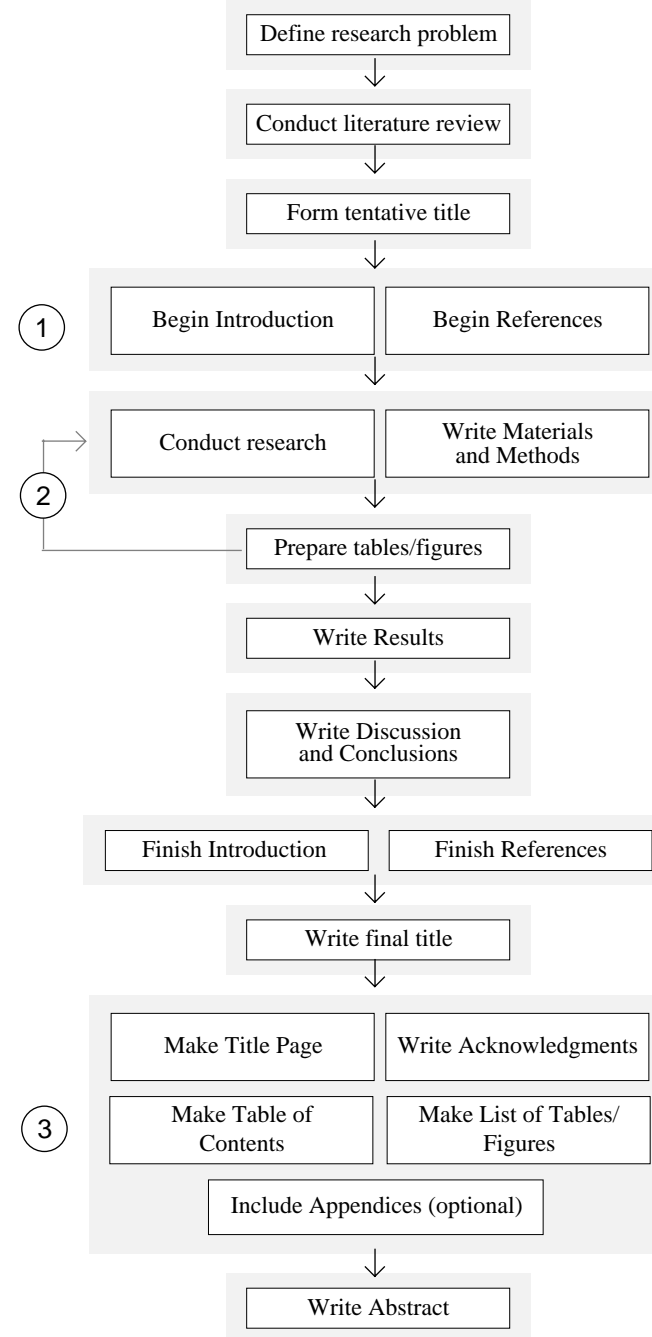 Define research problem
Conduct literature review
Form tentative title
1
Begin Introduction
Begin References
Conduct research
Write Materials
and Methods
2
Prepare tables/figures
Write Results
Write Discussion
and Conclusions
Finish Introduction
Finish References
Write final title
Make Title Page
Write Acknowledgments
3
Make Table of
Contents
Make List of Tables/
Figures
Include Appendices (optional)
Write Abstract